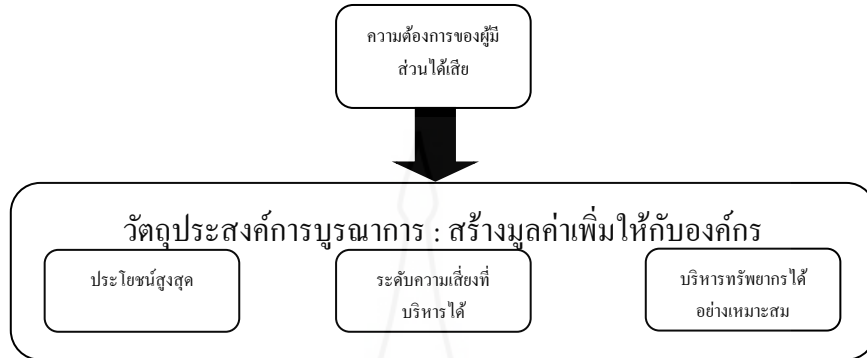 ความต้องการของผู้มี
ส่วนได้เสีย
วัตถุประสงค์การบูรณาการ : สร้างมูลค่าเพิ่มให้กับองค์กร
ประโยชน์สูงสุด
ระดับความเสี่ยงที่
บริหารได้
บริหารทรัพยากรได้
อย่างเหมาะสม